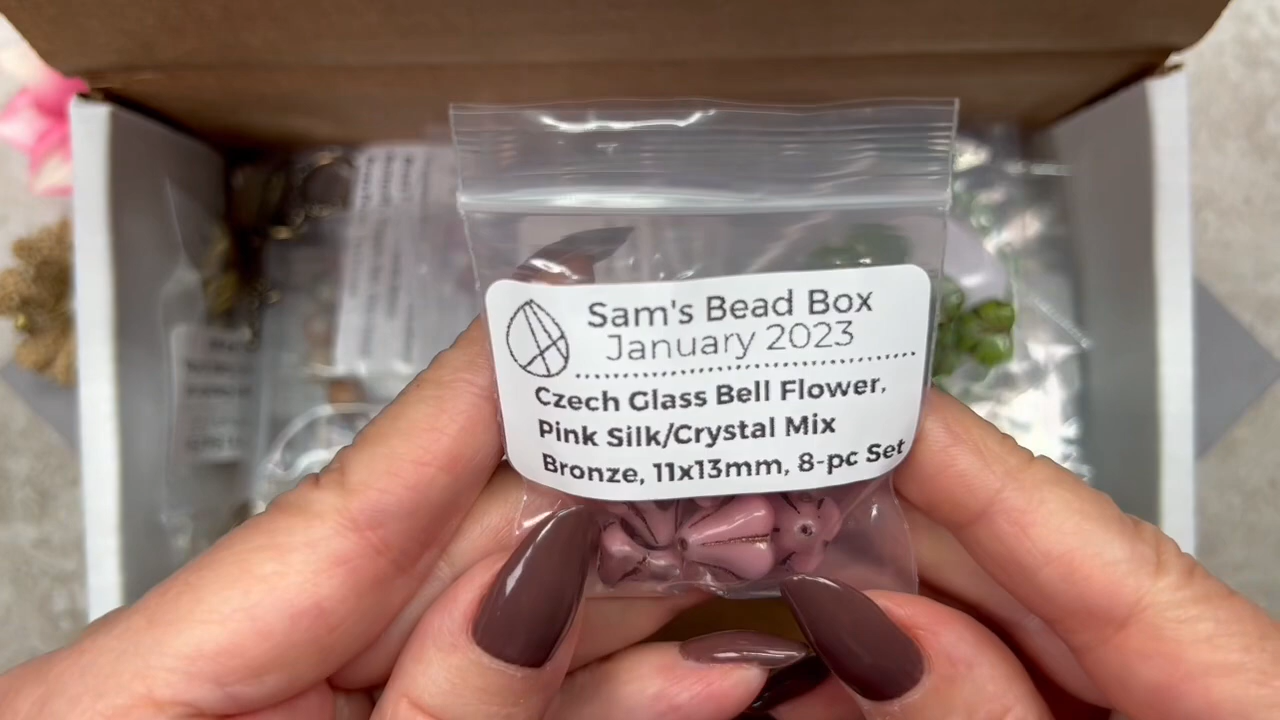 Sam's Bead Box
January 2023
Czech Glass Bell Flower,
Pink Silk/Crystal Mix
Bronze, 11x13mm, 8-pc Set